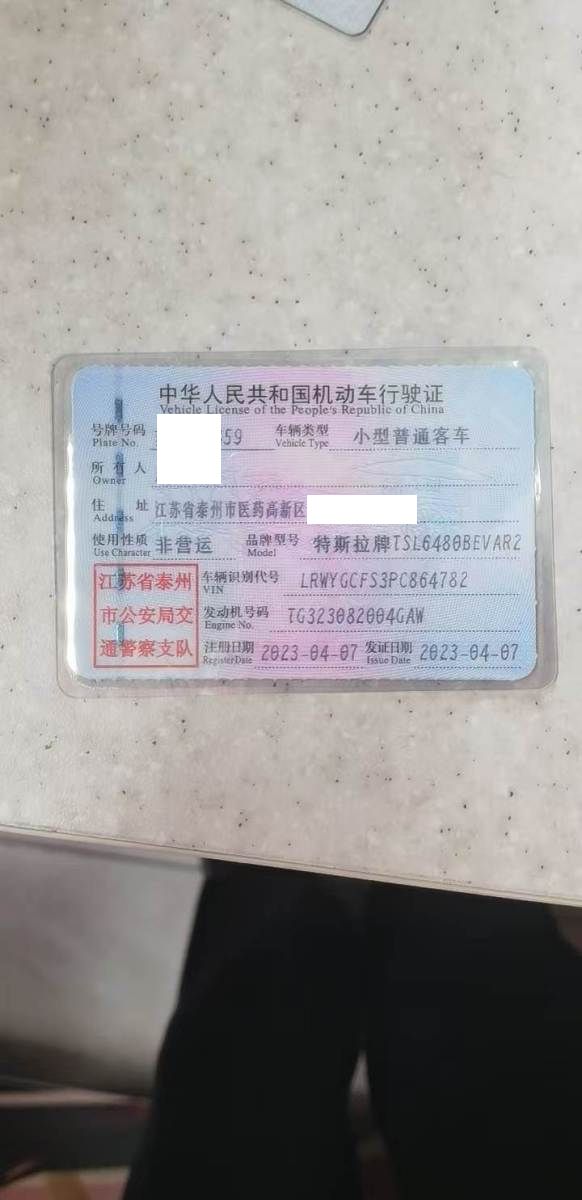 中华人民共和国机动车行驶证
Vehicle License of the People's Republic of China
号牌号码 59 车辆类型 小型普通客车
Plate No. Vehicle Type
所有人
Owner
住址 江苏省泰州市医药高新区
Address
使用性质 非营运 品牌型号 特斯拉牌TSL6480BEVAR2
Use Character Model
江苏省泰州 车辆识别代号 LRWYGCFS3PC864782
VIN
市公安局交 发动机号码 TG323082004GAW
Engine No.
通警察支队 注册日期 2023-04-07 发证日期 2023-04-07
Register Date Issue Date